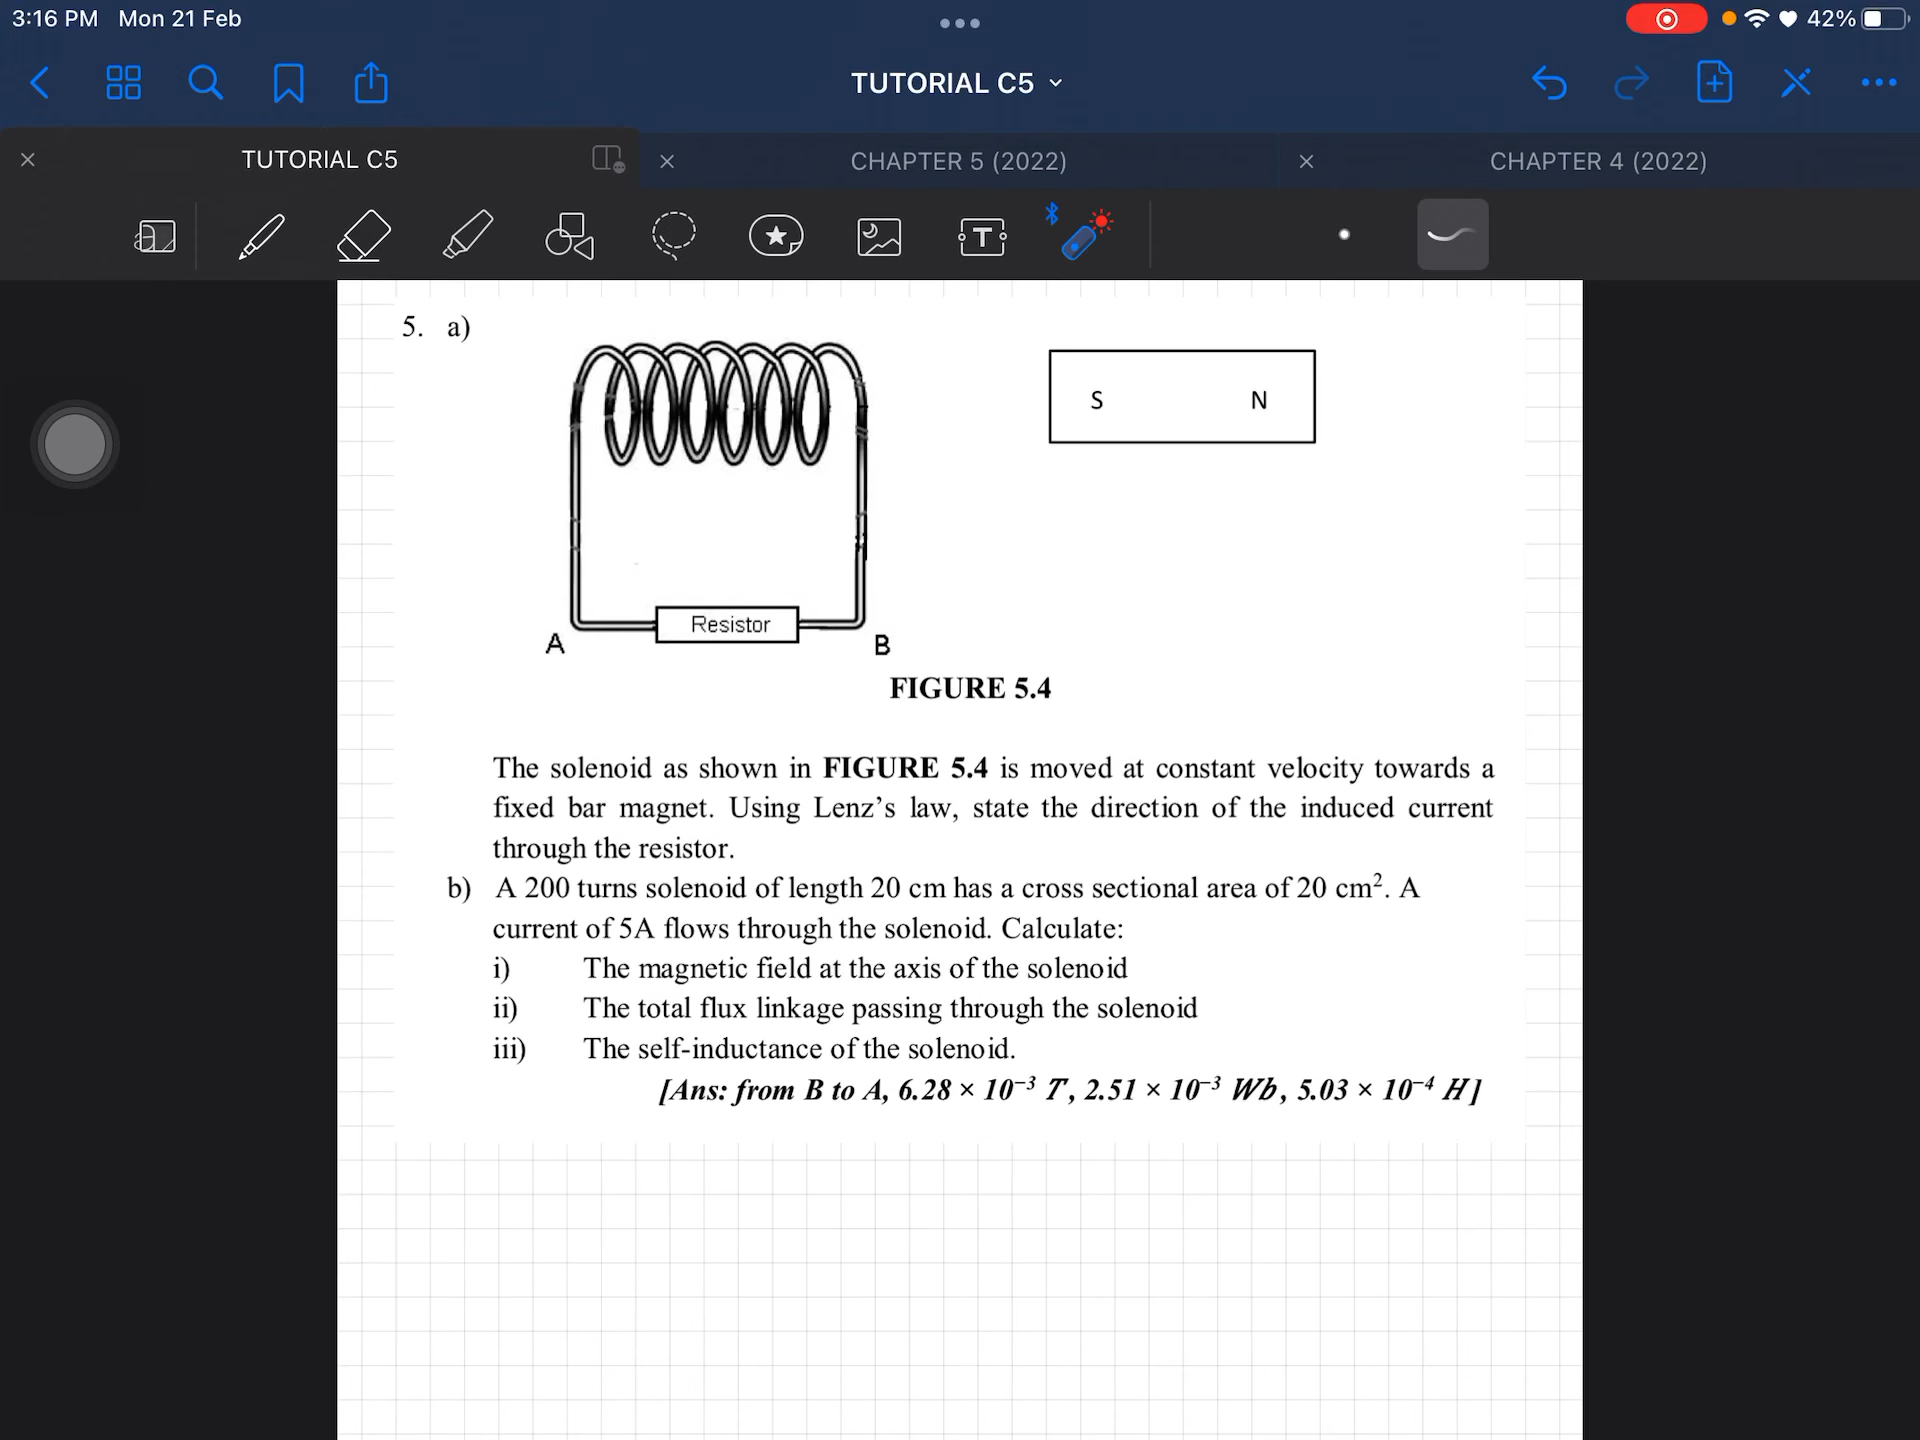 3:16 PM Mon 21 Feb
42%
TUTORIAL C5
TUTORIAL C5
CHAPTER 5 (2022)
CHAPTER 4 (2022)
5. a)
S N
Resistor
A B
FIGURE 5.4
The solenoid as shown in FIGURE 5.4 is moved at constant velocity towards a
fixed bar magnet. Using Lenz’s law, state the direction of the induced current
through the resistor.
b) A 200 turns solenoid of length 20 cm has a cross sectional area of 20 cm². A
current of 5A flows through the solenoid. Calculate:
i) The magnetic field at the axis of the solenoid
ii) The total flux linkage passing through the solenoid
iii) The self-inductance of the solenoid.
[Ans: from B to A, 6.28 × 10⁻³ T, 2.51 × 10⁻³ Wb, 5.03 × 10⁻⁴ H]